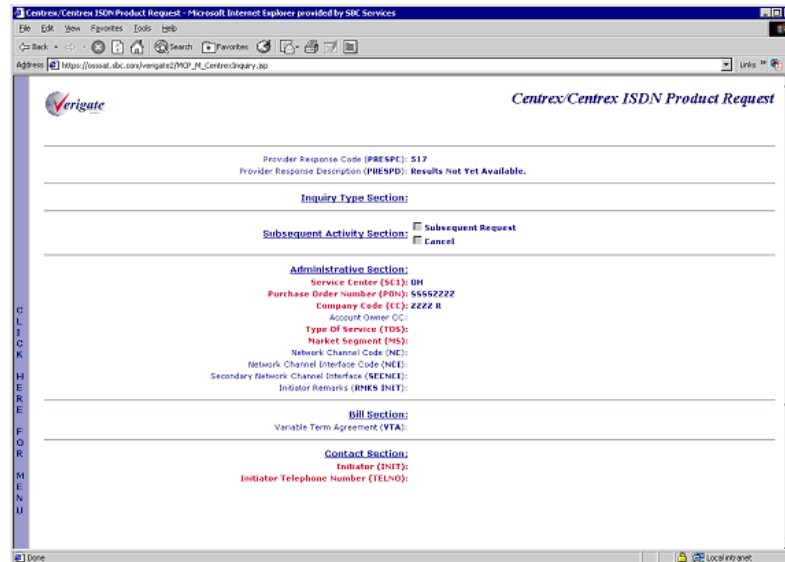 Centrex/Centrex ISDN Product Request - Microsoft Internet Explorer provided by SBC Services
File Edit View Favorites Tools Help
Back Search Favorites
Address https://osssat.sbc.com/verigate2/MCP_M_CentrexInquiry.jsp Links »
Verigate
Centrex/Centrex ISDN Product Request
Provider Response Code (PRESPC): 517
Provider Response Description (PRESPD): Results Not Yet Available.
Inquiry Type Section:
Subsequent Activity Section:
Subsequent Request
Cancel
Administrative Section:
Service Center (SC1): OH
Purchase Order Number (PON): 55552222
Company Code (CC): ZZZZ R
Account Owner CC:
Type Of Service (TOS):
Market Segment (MS):
Network Channel Code (NC):
Network Channel Interface Code (NCI):
Secondary Network Channel Interface (SECNCI):
Initiator Remarks (RMKS INIT):
Bill Section:
Variable Term Agreement (VTA):
Contact Section:
Initiator (INIT):
Initiator Telephone Number (TELNO):
CLICK HERE FOR MENU
Done
Local intranet